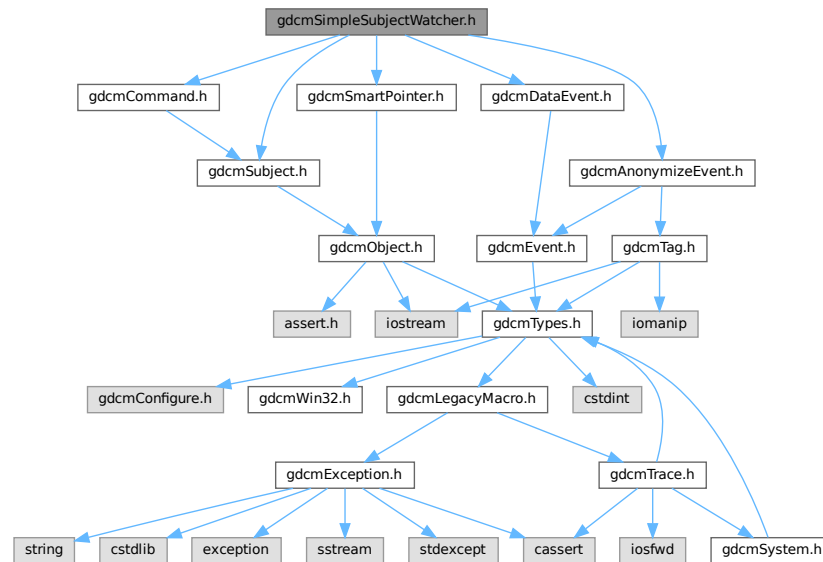 gdcmSimpleSubjectWatcher.h
gdcmCommand.h
gdcmSmartPointer.h
gdcmDataEvent.h
gdcmSubject.h
gdcmAnonymizeEvent.h
gdcmObject.h
gdcmEvent.h
gdcmTag.h
assert.h
iostream
gdcmTypes.h
iomanip
gdcmConfigure.h
gdcmWin32.h
gdcmLegacyMacro.h
cstdint
gdcmException.h
gdcmTrace.h
string
cstdlib
exception
sstream
stdexcept
cassert
iosfwd
gdcmSystem.h